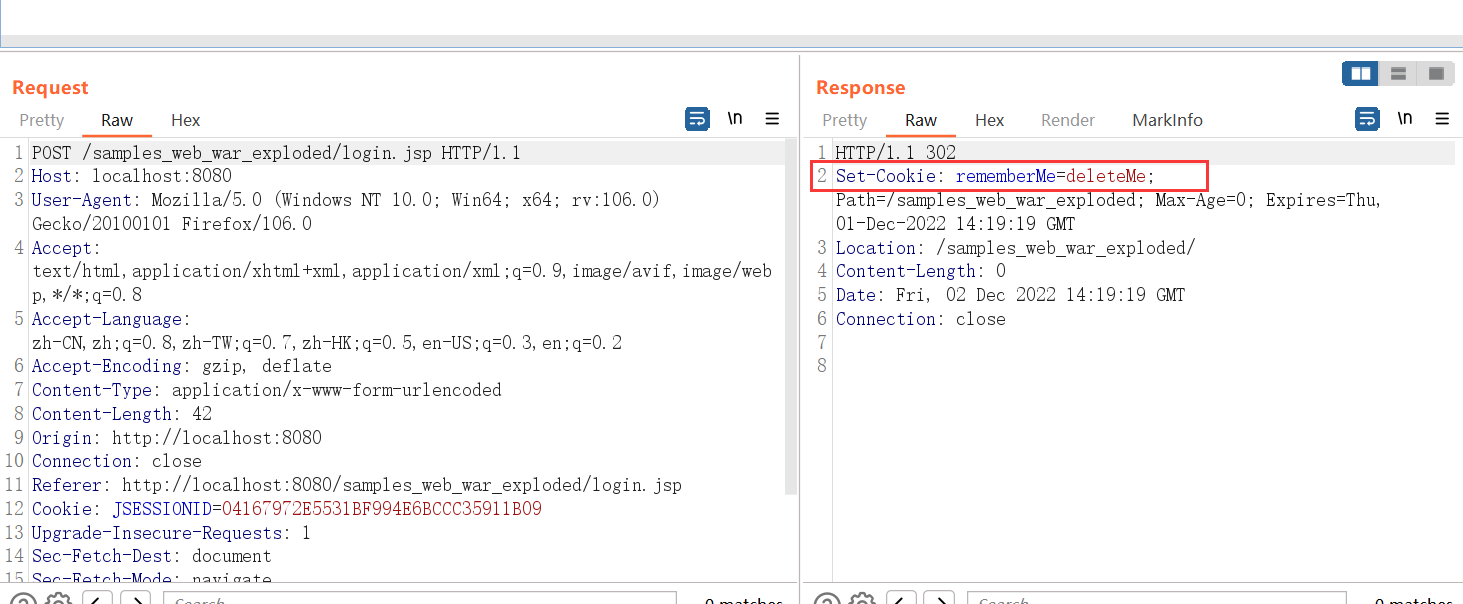 Request
Pretty Raw Hex \n
1 POST /samples_web_war_exploded/login.jsp HTTP/1.1
2 Host: localhost:8080
3 User-Agent: Mozilla/5.0 (Windows NT 10.0; Win64; x64; rv:106.0)
Gecko/20100101 Firefox/106.0
4 Accept:
text/html,application/xhtml+xml,application/xml;q=0.9,image/avif,image/web
p,*/*;q=0.8
5 Accept-Language:
zh-CN,zh;q=0.8,zh-TW;q=0.7,zh-HK;q=0.5,en-US;q=0.3,en;q=0.2
6 Accept-Encoding: gzip, deflate
7 Content-Type: application/x-www-form-urlencoded
8 Content-Length: 42
9 Origin: http://localhost:8080
10 Connection: close
11 Referer: http://localhost:8080/samples_web_war_exploded/login.jsp
12 Cookie: JSESSIONID=04167972E5531BF994E6BCCC35911B09
13 Upgrade-Insecure-Requests: 1
14 Sec-Fetch-Dest: document
15 Sec-Fetch-Mode: navigate
Search... 0 matches
Response
Pretty Raw Hex Render MarkInfo \n
1 HTTP/1.1 302
2 Set-Cookie: rememberMe=deleteMe;
Path=/samples_web_war_exploded; Max-Age=0; Expires=Thu,
01-Dec-2022 14:19:19 GMT
3 Location: /samples_web_war_exploded/
4 Content-Length: 0
5 Date: Fri, 02 Dec 2022 14:19:19 GMT
6 Connection: close
7
8
Search... 0 matches